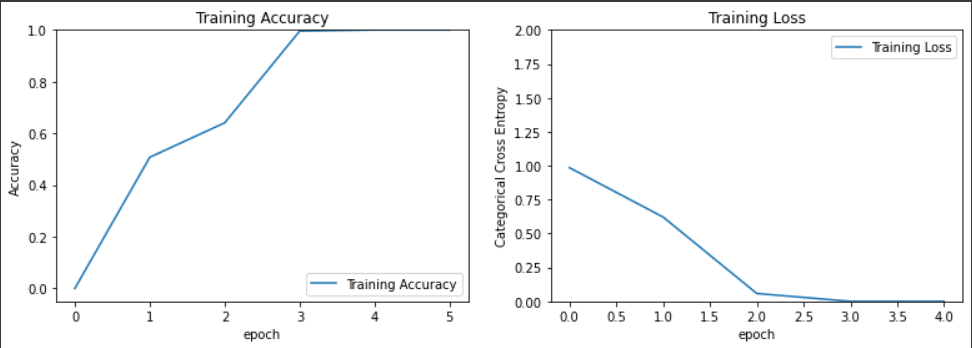 Training Accuracy
1.0
0.8
0.6
0.4
0.2
0.0
Accuracy
Training Accuracy
0 1 2 3 4 5
epoch
Training Loss
2.00
1.75
1.50
1.25
1.00
0.75
0.50
0.25
0.00
Categorical Cross Entropy
Training Loss
0.0 0.5 1.0 1.5 2.0 2.5 3.0 3.5 4.0
epoch